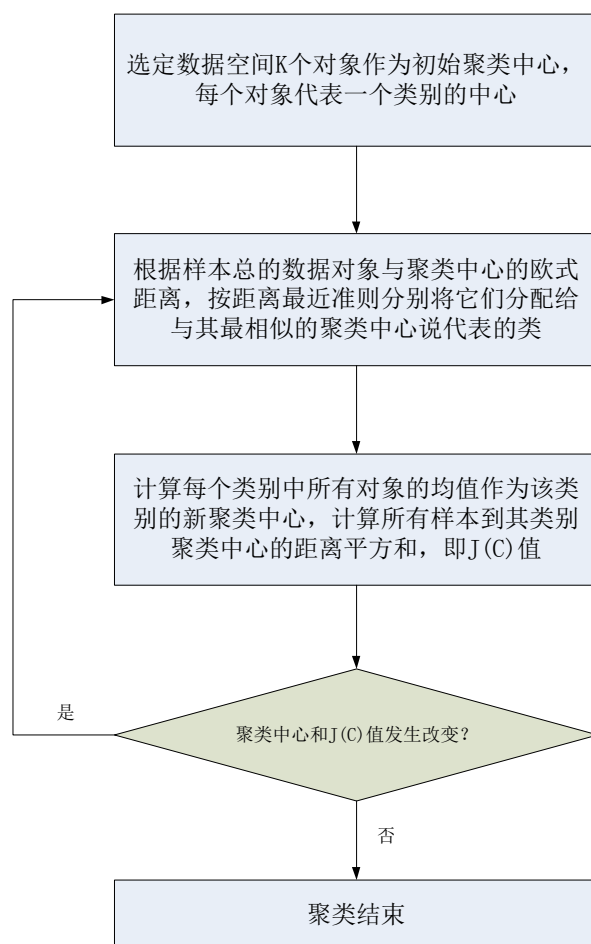 选定数据空间K个对象作为初始聚类中心，
每个对象代表一个类别的中心
根据样本总的数据对象与聚类中心的欧式
距离，按距离最近准则分别将它们分配给
与其最相似的聚类中心说代表的类
计算每个类别中所有对象的均值作为该类
别的新聚类中心，计算所有样本到其类别
聚类中心的距离平方和，即J(C)值
是
聚类中心和J(C)值发生改变？
否
聚类结束